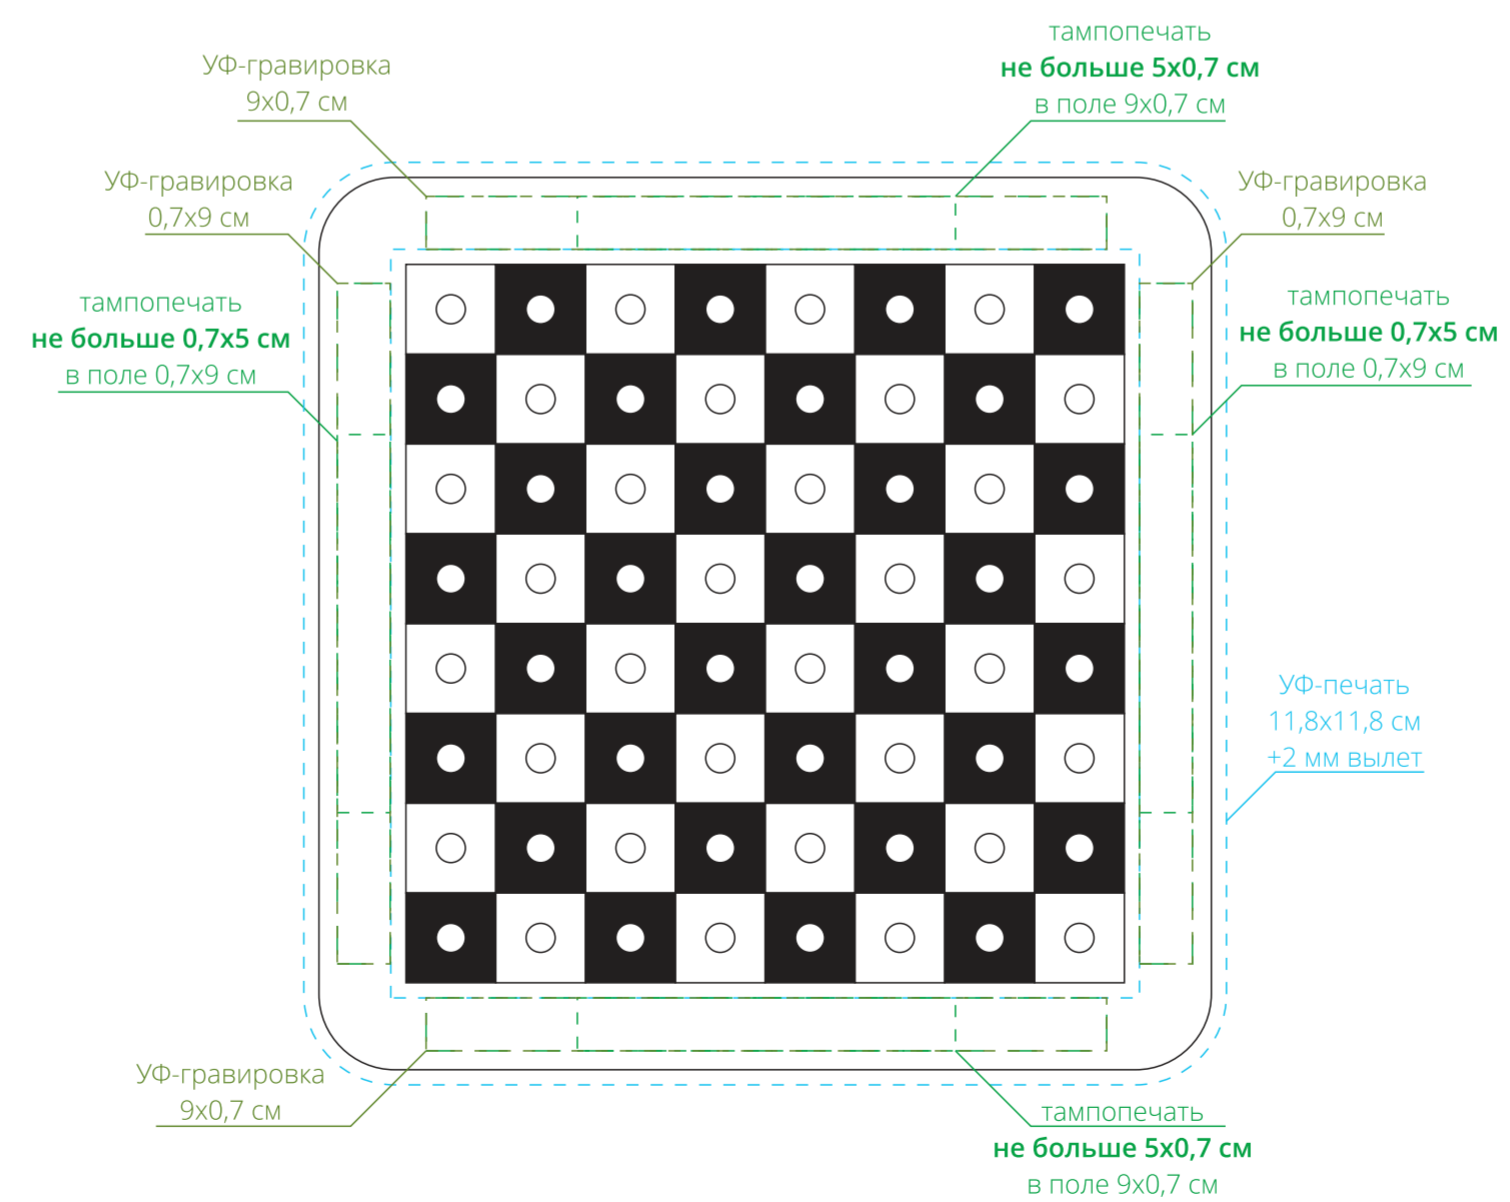 тампопечать
не больше 5х0,7 см
в поле 9х0,7 см
УФ-гравировка
9х0,7 см
УФ-гравировка
0,7х9 см
УФ-гравировка
0,7х9 см
тампопечать
не больше 0,7х5 см
в поле 0,7х9 см
тампопечать
не больше 0,7х5 см
в поле 0,7х9 см
УФ-печать
11,8х11,8 см
+2 мм вылет
УФ-гравировка
9х0,7 см
тампопечать
не больше 5х0,7 см
в поле 9х0,7 см